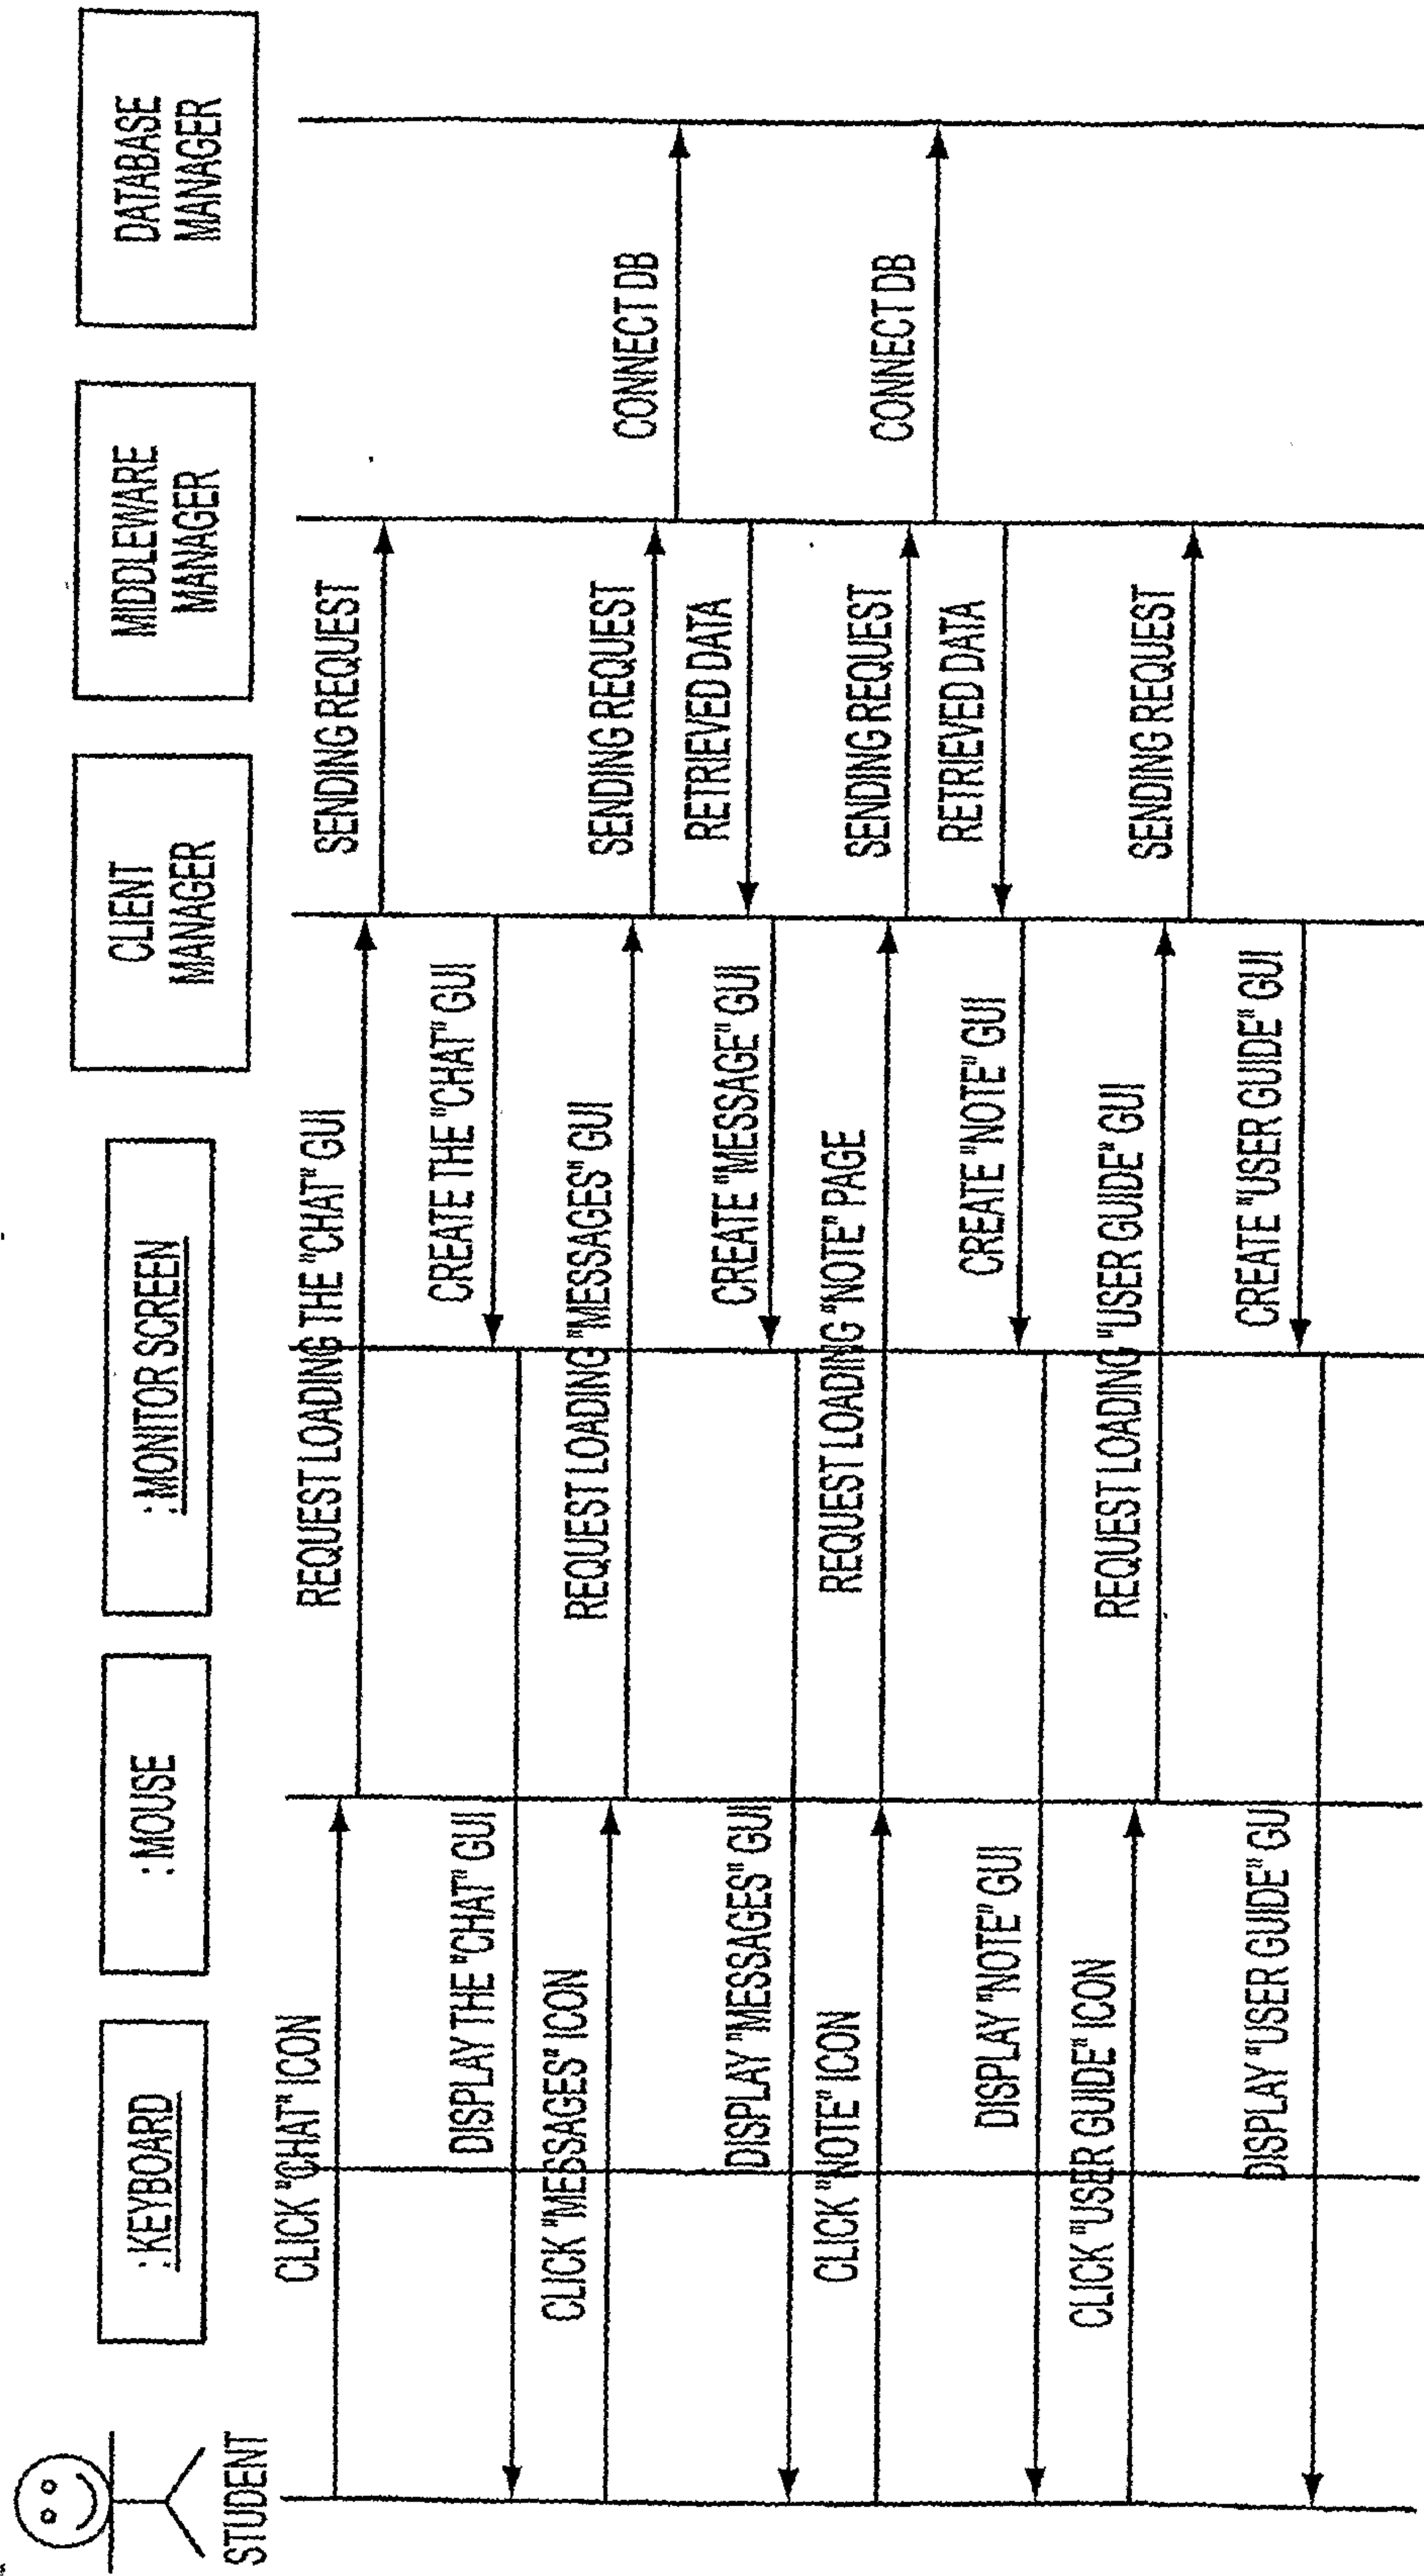 STUDENT
: KEYBOARD
: MOUSE
: MONITOR SCREEN
CLIENT
MANAGER
MIDDLEWARE
MANAGER
DATABASE
MANAGER
CLICK "CHAT" ICON
REQUEST LOADING THE "CHAT" GUI
SENDING REQUEST
CREATE THE "CHAT" GUI
DISPLAY THE "CHAT" GUI
CLICK "MESSAGES" ICON
REQUEST LOADING "MESSAGES" GUI
SENDING REQUEST
CONNECT DB
RETRIEVED DATA
CREATE "MESSAGE" GUI
DISPLAY "MESSAGES" GUI
CLICK "NOTE" ICON
REQUEST LOADING "NOTE" PAGE
SENDING REQUEST
CONNECT DB
RETRIEVED DATA
CREATE "NOTE" GUI
DISPLAY "NOTE" GUI
CLICK "USER GUIDE" ICON
REQUEST LOADING "USER GUIDE" GUI
SENDING REQUEST
CREATE "USER GUIDE" GUI
DISPLAY "USER GUIDE" GU